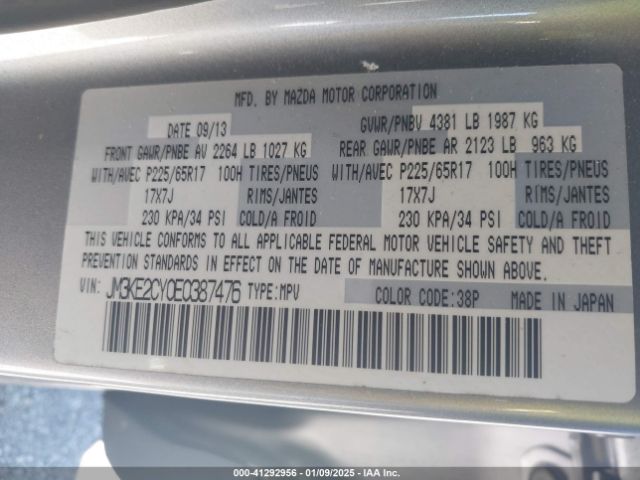 MFD. BY MAZDA MOTOR CORPORATION
DATE 09/13 GVWR/PNBV 4381 LB 1987 KG
FRONT GAWR/PNBE AV 2264 LB 1027 KG REAR GAWR/PNBE AR 2123 LB 963 KG
WITH/AVEC P225/65R17 100H TIRES/PNEUS WITH/AVEC P225/65R17 100H TIRES/PNEUS
17X7J RIMS/JANTES 17X7J RIMS/JANTES
230 KPA/34 PSI COLD/A FROID 230 KPA/34 PSI COLD/A FROID
THIS VEHICLE CONFORMS TO ALL APPLICABLE FEDERAL MOTOR VEHICLE SAFETY AND THEFT
PREVENTION STANDARDS IN EFFECT ON THE DATE OF MANUFACTURE SHOWN ABOVE.
VIN: JM3KE2CY0E0387476 TYPE:MPV COLOR CODE:38P MADE IN JAPAN
000-41292956 - 01/09/2025 - IAA Inc.